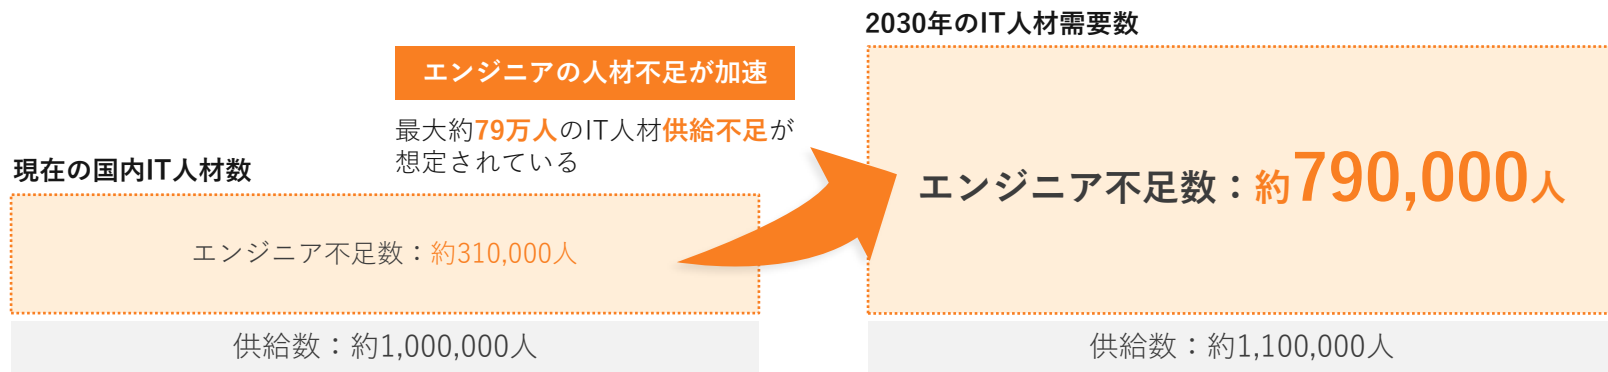 現在の国内IT人材数
エンジニア不足数：約310,000人
供給数：約1,000,000人
エンジニアの人材不足が加速
最大約79万人のIT人材供給不足が
想定されている
2030年のIT人材需要数
エンジニア不足数：約790,000人
供給数：約1,100,000人